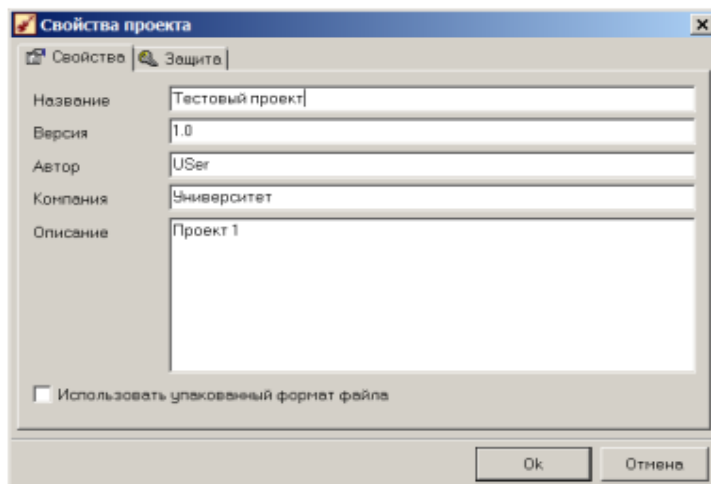 Свойства проекта
Свойства Защита
Название Тестовый проект
Версия 1.0
Автор USer
Компания Университет
Описание Проект 1
Использовать упакованный формат файла
Ok Отмена